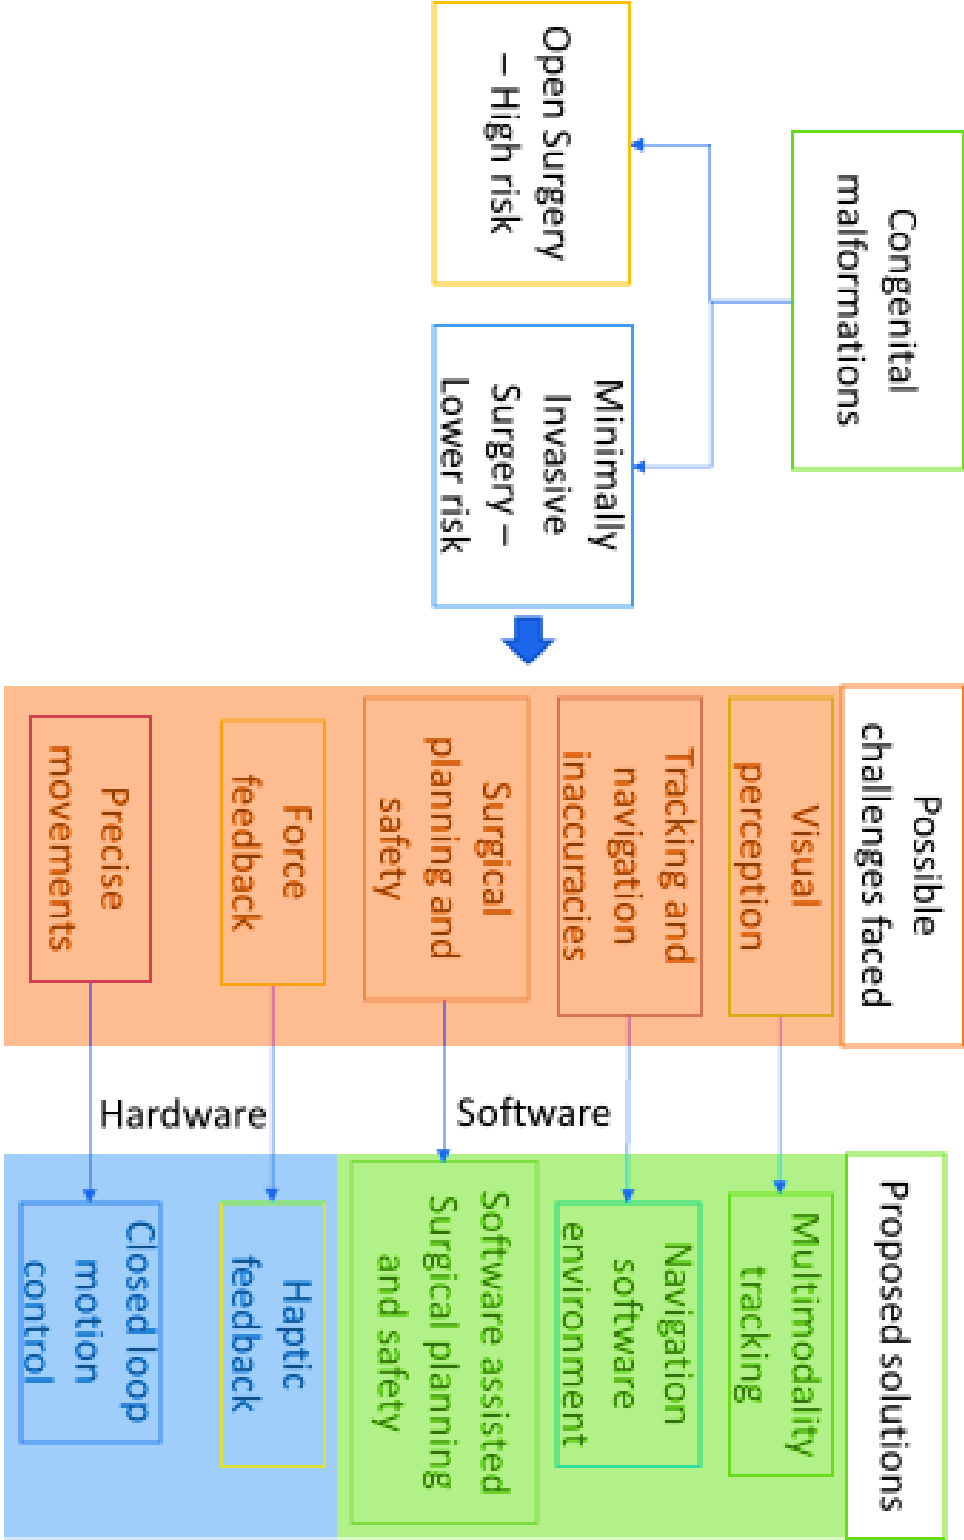 Congenital
malformations
Open Surgery
– High risk
Minimally
Invasive
Surgery –
Lower risk
Possible
challenges faced
Visual
perception
Tracking and
navigation
inaccuracies
Surgical
planning and
safety
Force
feedback
Precise
movements
Software
Hardware
Proposed solutions
Multimodality
tracking
Navigation
software
environment
Software assisted
Surgical planning
and safety
Haptic
feedback
Closed loop
motion
control